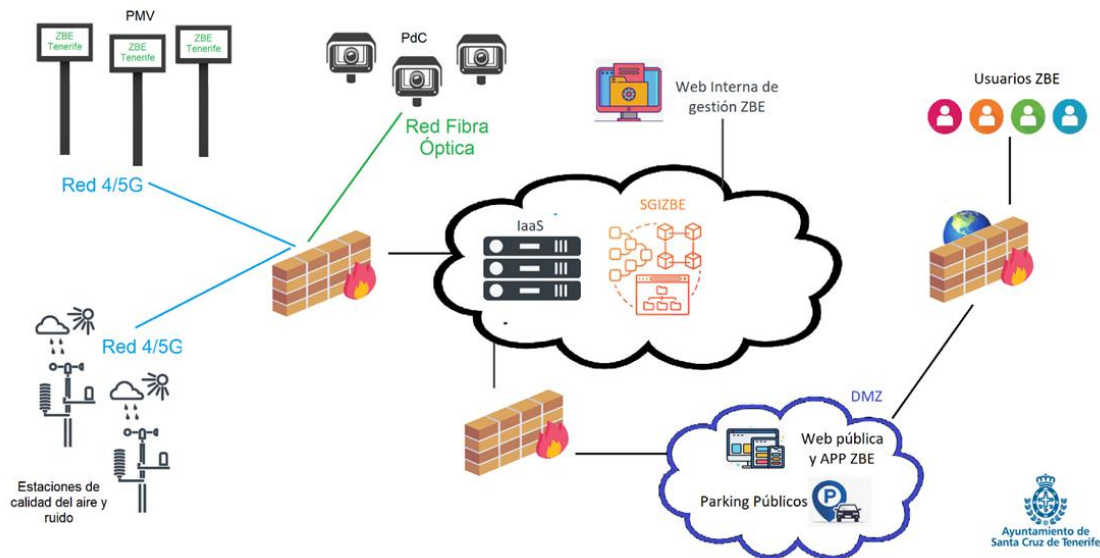 PMV
ZBE
Tenerife
ZBE
Tenerife
ZBE
Tenerife
PdC
Red Fibra
Óptica
Red 4/5G
Web Interna de
gestión ZBE
Usuarios ZBE
IaaS
SGIZBE
Red 4/5G
Estaciones de
calidad del aire y
ruido
DMZ
Web pública
y APP ZBE
Parking Públicos
P
Ayuntamiento de
Santa Cruz de Tenerife